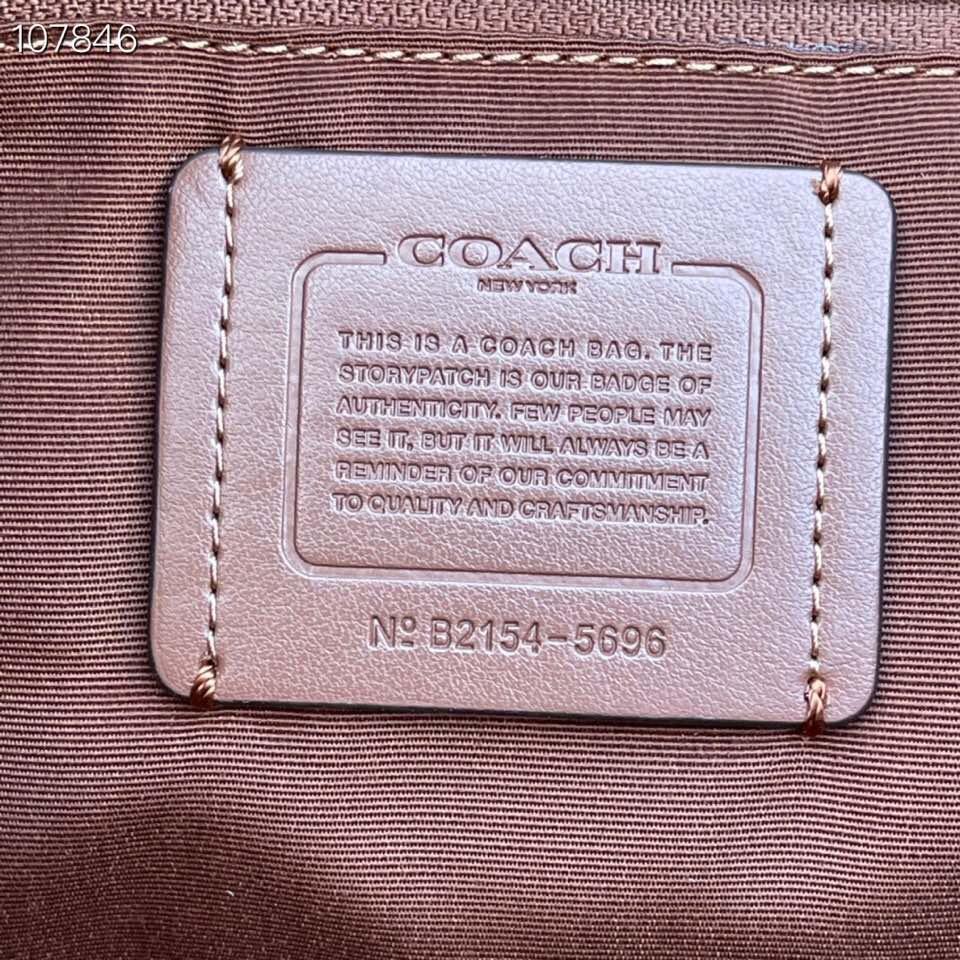 107846
COACH
NEW YORK
THIS IS A COACH BAG. THE
STORYPATCH IS OUR BADGE OF
AUTHENTICITY. FEW PEOPLE MAY
SEE IT, BUT IT WILL ALWAYS BE A
REMINDER OF OUR COMMITMENT
TO QUALITY AND CRAFTSMANSHIP.
Nº B2154-5696